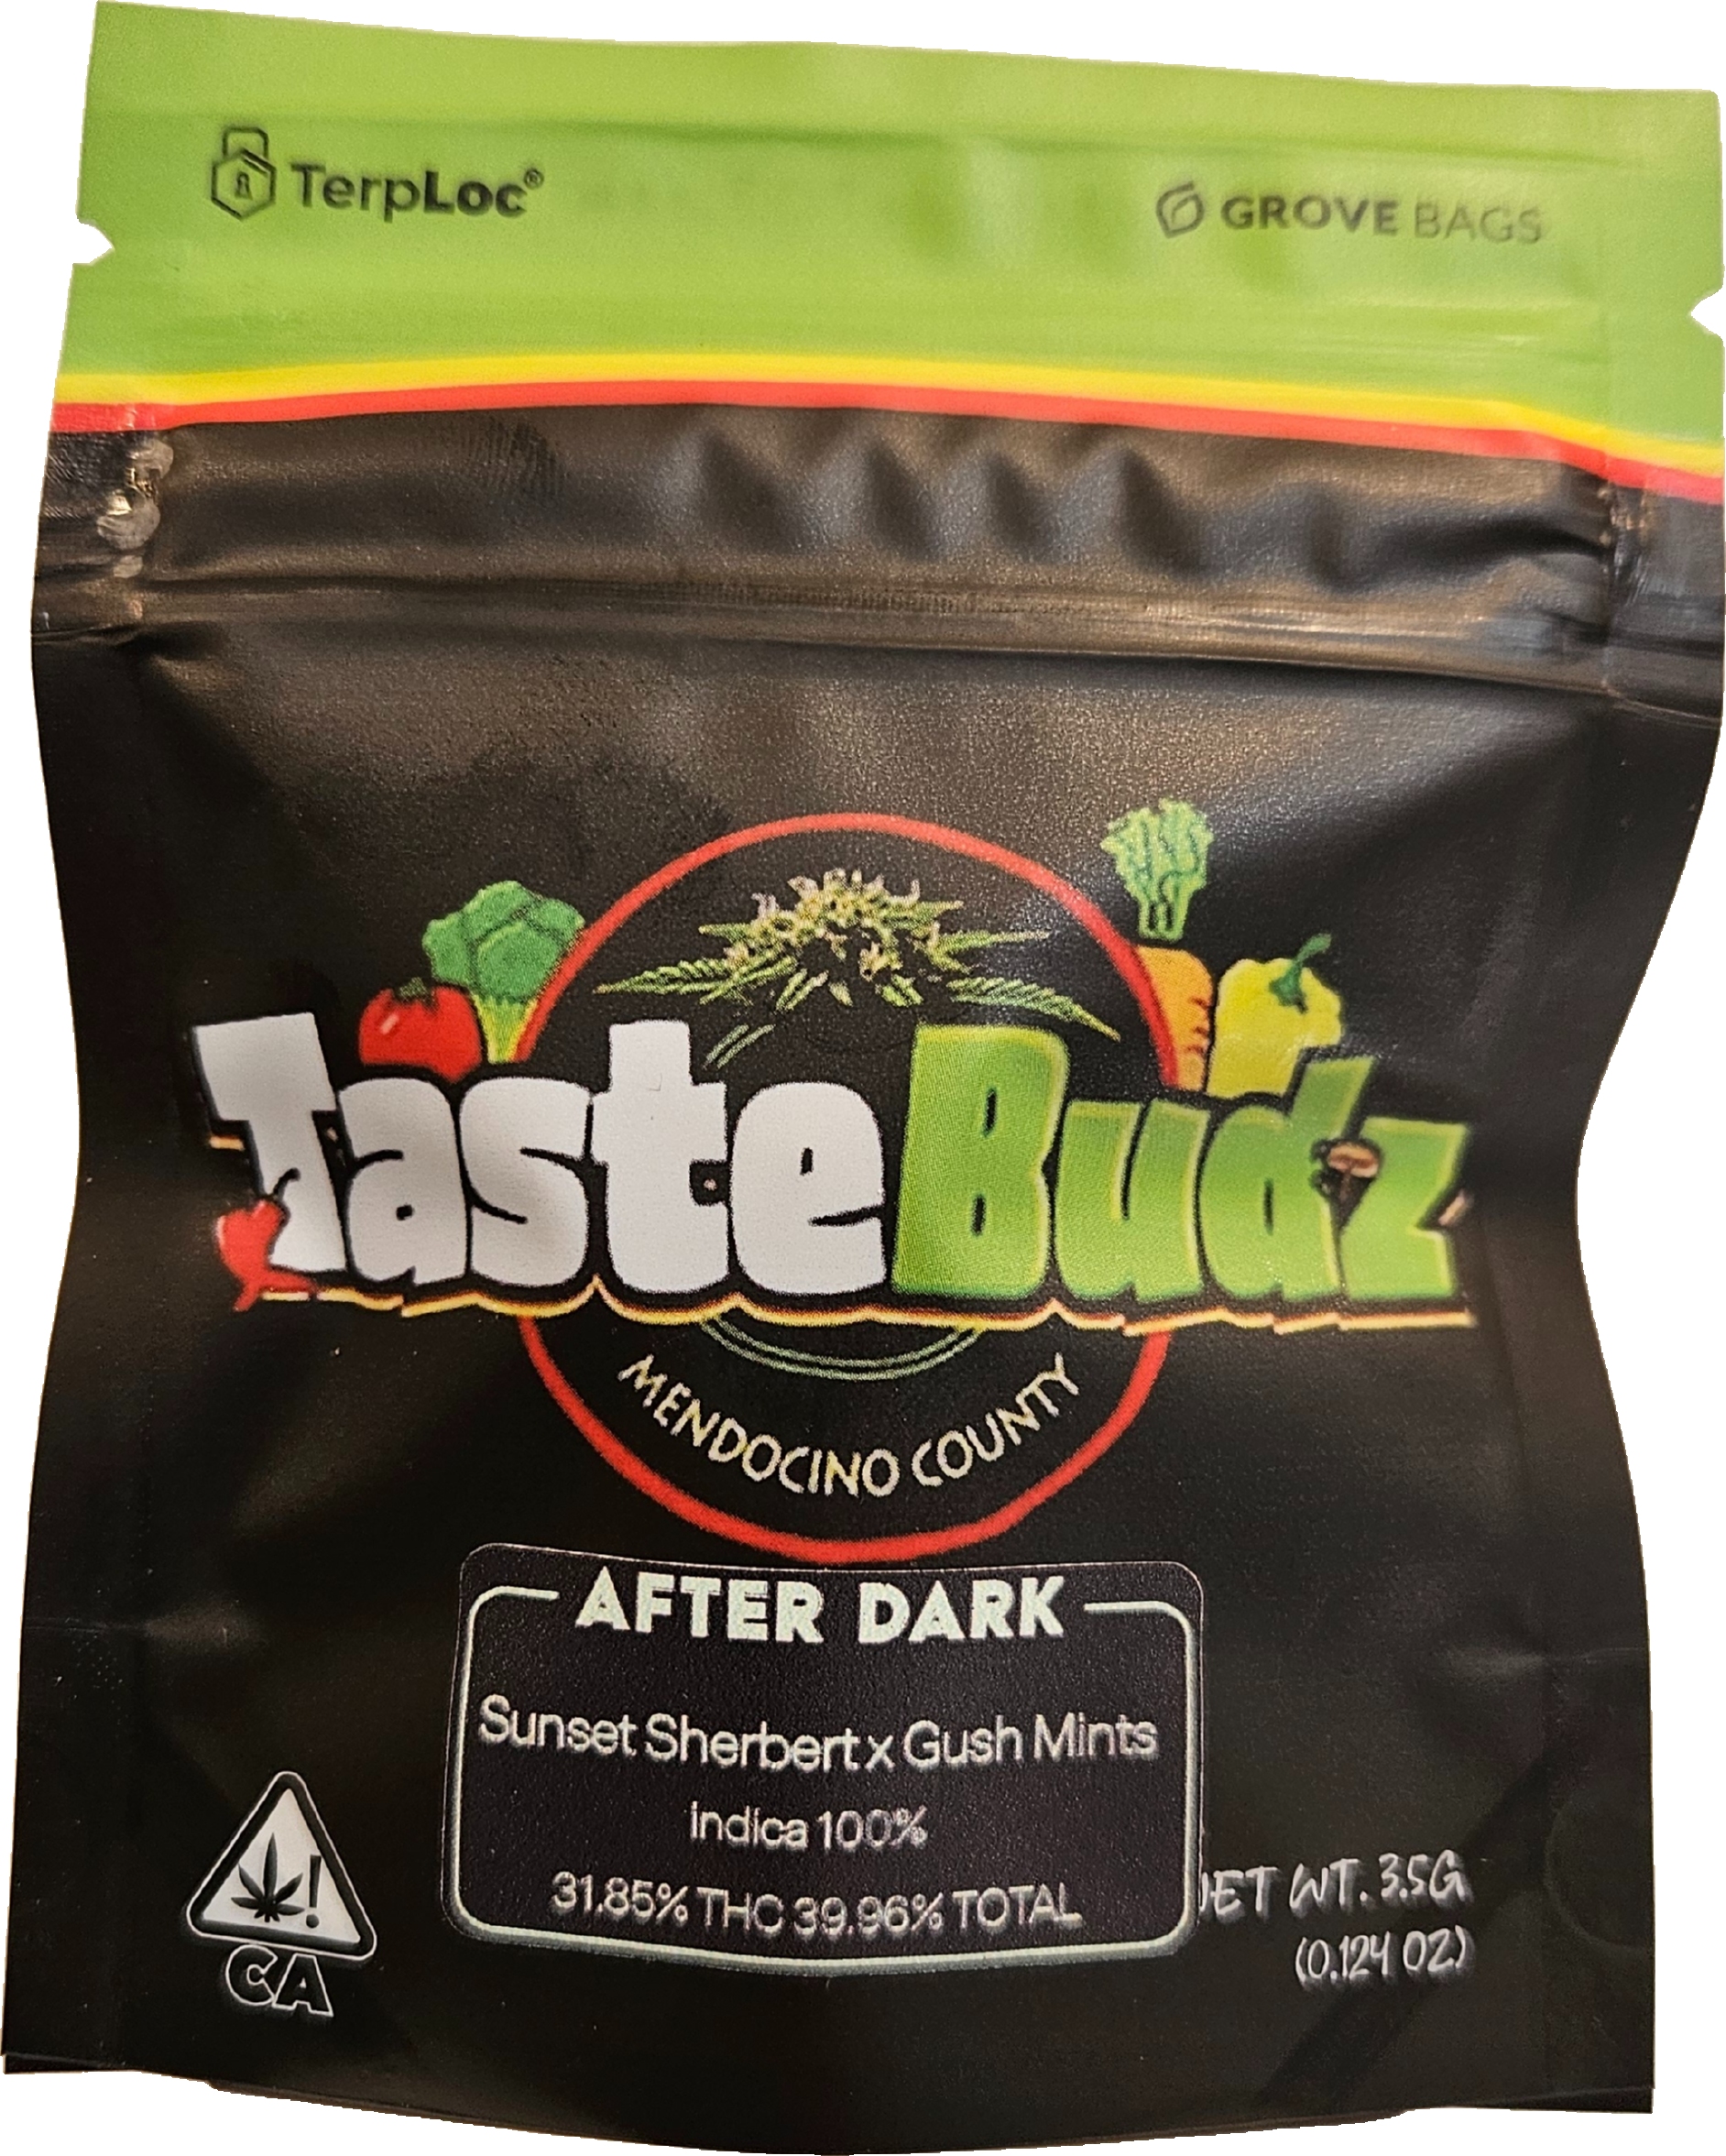 TerpLoc®
GROVE BAGS
TasteBudz
MENDOCINO COUNTY
AFTER DARK
Sunset Sherbert x Gush Mints
indica 100%
31.85% THC 39.96% TOTAL
!
CA
WT. 3.5G
(0.124 OZ)